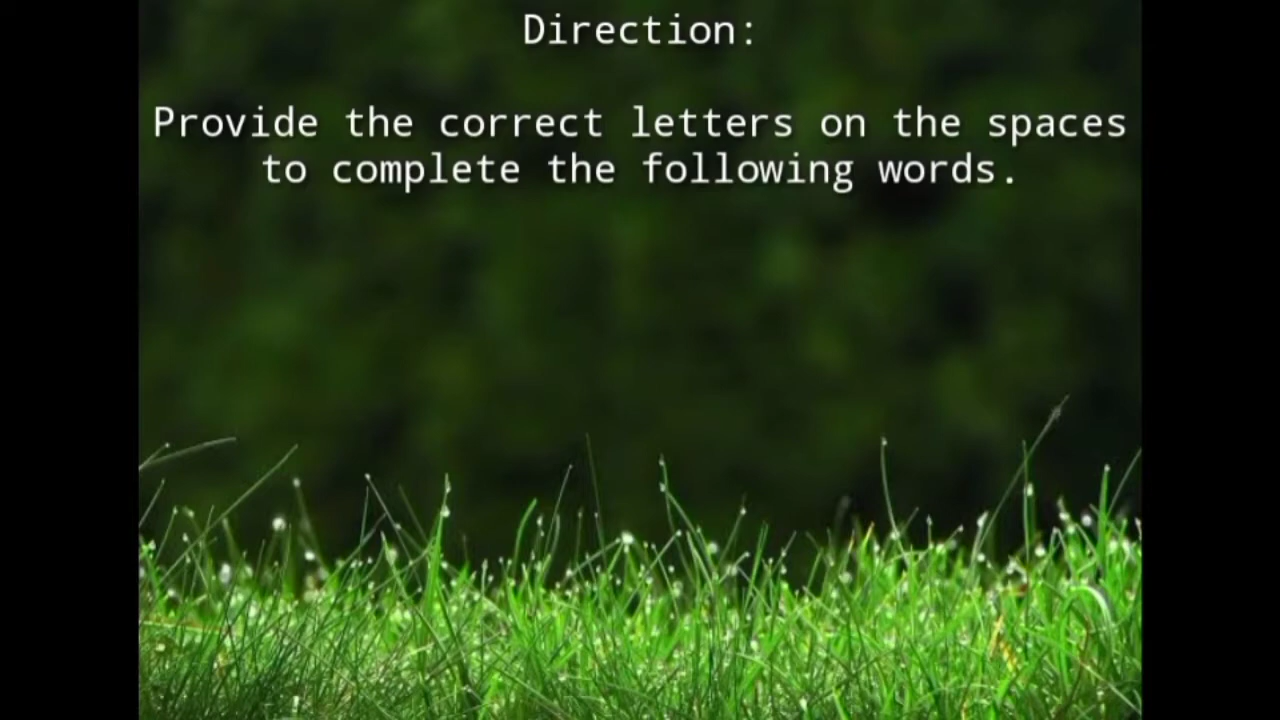 Direction:
Provide the correct letters on the spaces
to complete the following words.